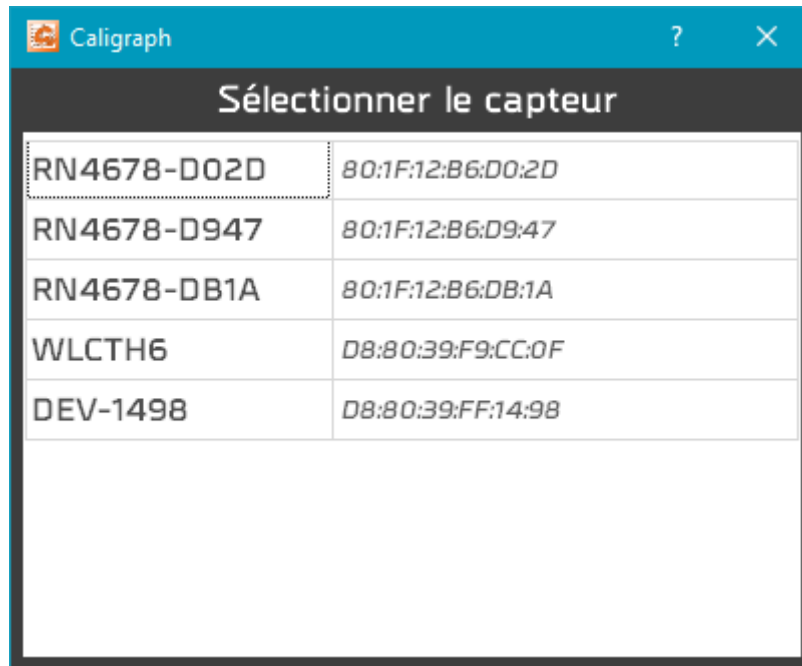 Caligraph
Sélectionner le capteur
RN4678-D02D 80:1F:12:B6:D0:2D
RN4678-D947 80:1F:12:B6:D9:47
RN4678-DB1A 80:1F:12:B6:DB:1A
WLCTH6 D8:80:39:F9:CC:0F
DEV-1498 D8:80:39:FF:14:98